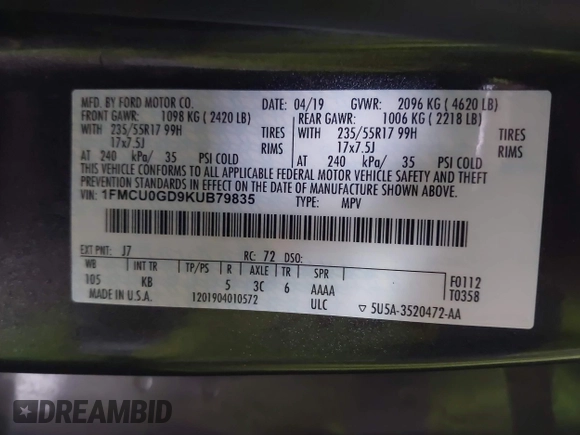 MFD. BY FORD MOTOR CO. DATE: 04/19 GVWR: 2096 KG ( 4620 LB)
FRONT GAWR: 1098 KG ( 2420 LB) REAR GAWR: 1006 KG ( 2218 LB)
WITH 235/55R17 99H TIRES WITH 235/55R17 99H TIRES
17x7.5J RIMS 17x7.5J RIMS
AT 240 kPa/ 35 PSI COLD AT 240 kPa/ 35 PSI COLD
THIS VEHICLE CONFORMS TO ALL APPLICABLE FEDERAL MOTOR VEHICLE SAFETY AND THEFT
PREVENTION STANDARDS IN EFFECT ON THE DATE OF MANUFACTURE SHOWN ABOVE.
VIN: 1FMCU0GD9KUB79835 TYPE: MPV
EXT PNT: J7 RC: 72 DSO:
WB INT TR TP/PS R AXLE TR SPR F0112
105 KB 5 3C 6 AAAA T0358
MADE IN U.S.A. 1201904010572 ULC ▽ 5U5A-3520472-AA
DREAMBID